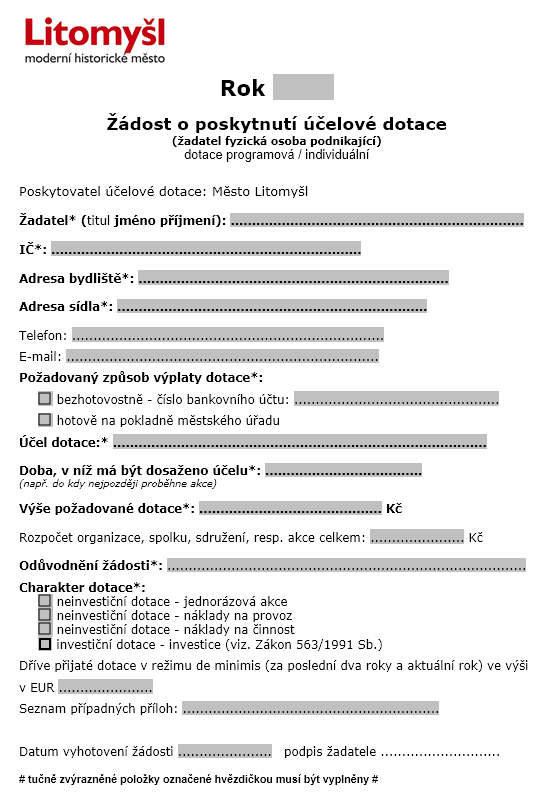 Litomyšl
moderní historické město
Rok
Žádost o poskytnutí účelové dotace
(žadatel fyzická osoba podnikající)
dotace programová / individuální
Poskytovatel účelové dotace: Město Litomyšl
Žadatel* (titul jméno příjmení): ....................................................................
IČ*: ........................................................................
Adresa bydliště*: ........................................................................
Adresa sídla*: ........................................................................
Telefon: ........................................................................
E-mail: ........................................................................
Požadovaný způsob výplaty dotace*:
bezhotovostně - číslo bankovního účtu: ...............................................
hotově na pokladně městského úřadu
Účel dotace:* ......................................................................................
Doba, v níž má být dosaženo účelu*: ....................................
(např. do kdy nejpozději proběhne akce)
Výše požadované dotace*: .......................................... Kč
Rozpočet organizace, spolku, sdružení, resp. akce celkem: ...................... Kč
Odůvodnění žádosti*: ...................................................................................
Charakter dotace*:
neinvestiční dotace - jednorázová akce
neinvestiční dotace - náklady na provoz
neinvestiční dotace - náklady na činnost
investiční dotace - investice (viz. Zákon 563/1991 Sb.)
Dříve přijaté dotace v režimu de minimis (za poslední dva roky a aktuální rok) ve výši
v EUR ......................
Seznam případných příloh: ...........................................................
Datum vyhotovení žádosti ...................... podpis žadatele ............................
# tučně zvýrazněné položky označené hvězdičkou musí být vyplněny #